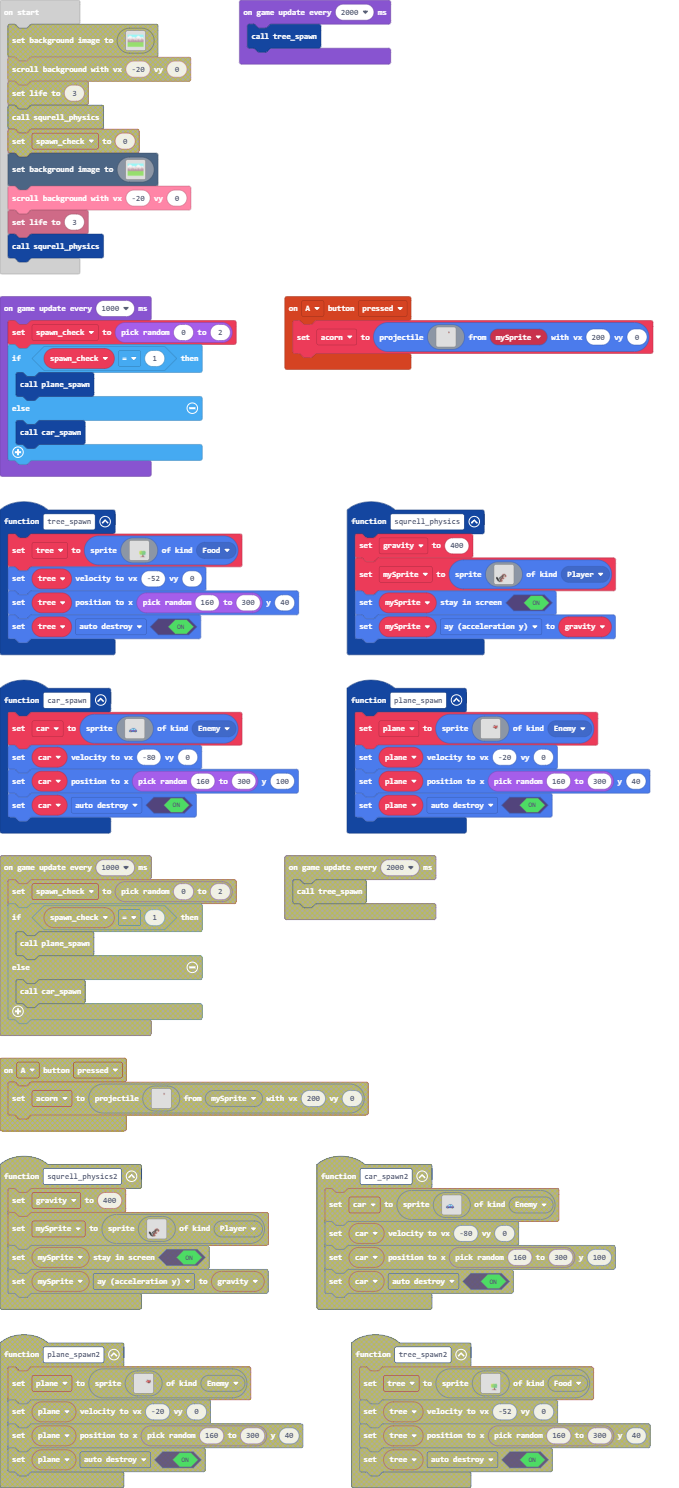 on start
on game update every 2000 ms
call tree_spawn
set background image to
scroll background with vx -20 vy 0
set life to 3
call squrell_physics
set spawn_check to 0
set background image to
scroll background with vx -20 vy 0
set life to 3
call squrell_physics
on game update every 1000 ms
set spawn_check to pick random 0 to 2
if spawn_check = 1 then
call plane_spawn
else
call car_spawn
on A button pressed
set acorn to projectile from mySprite with vx 200 vy 0
function tree_spawn
set tree to sprite of kind Food
set tree velocity to vx -52 vy 0
set tree position to x pick random 160 to 300 y 40
set tree auto destroy ON
function squrell_physics
set gravity to 400
set mySprite to sprite of kind Player
set mySprite stay in screen ON
set mySprite ay (acceleration y) to gravity
function car_spawn
set car to sprite of kind Enemy
set car velocity to vx -80 vy 0
set car position to x pick random 160 to 300 y 100
set car auto destroy ON
function plane_spawn
set plane to sprite of kind Enemy
set plane velocity to vx -20 vy 0
set plane position to x pick random 160 to 300 y 40
set plane auto destroy ON
on game update every 1000 ms
set spawn_check to pick random 0 to 2
if spawn_check = 1 then
call plane_spawn
else
call car_spawn
on game update every 2000 ms
call tree_spawn
on A button pressed
set acorn to projectile from mySprite with vx 200 vy 0
function squrell_physics2
set gravity to 400
set mySprite to sprite of kind Player
set mySprite stay in screen ON
set mySprite ay (acceleration y) to gravity
function car_spawn2
set car to sprite of kind Enemy
set car velocity to vx -80 vy 0
set car position to x pick random 160 to 300 y 100
set car auto destroy ON
function plane_spawn2
set plane to sprite of kind Enemy
set plane velocity to vx -20 vy 0
set plane position to x pick random 160 to 300 y 40
set plane auto destroy ON
function tree_spawn2
set tree to sprite of kind Food
set tree velocity to vx -52 vy 0
set tree position to x pick random 160 to 300 y 40
set tree auto destroy ON